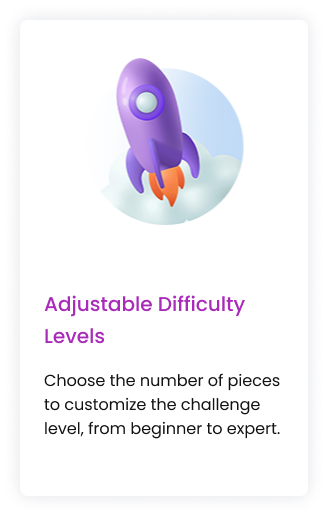 Adjustable Difficulty
Levels
Choose the number of pieces
to customize the challenge
level, from beginner to expert.